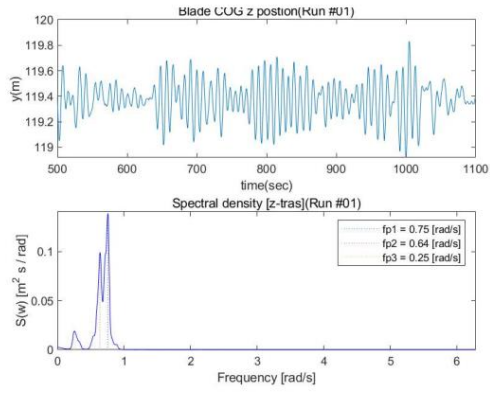 Blade COG z postion(Run #01)
120
119.8
119.6
119.4
119.2
119
y(m)
500 600 700 800 900 1000 1100
time(sec)
Spectral density [z-tras](Run #01)
fp1 = 0.75 [rad/s]
fp2 = 0.64 [rad/s]
fp3 = 0.25 [rad/s]
0.1
0.05
0
S(w) [m² s / rad]
0 1 2 3 4 5 6
Frequency [rad/s]